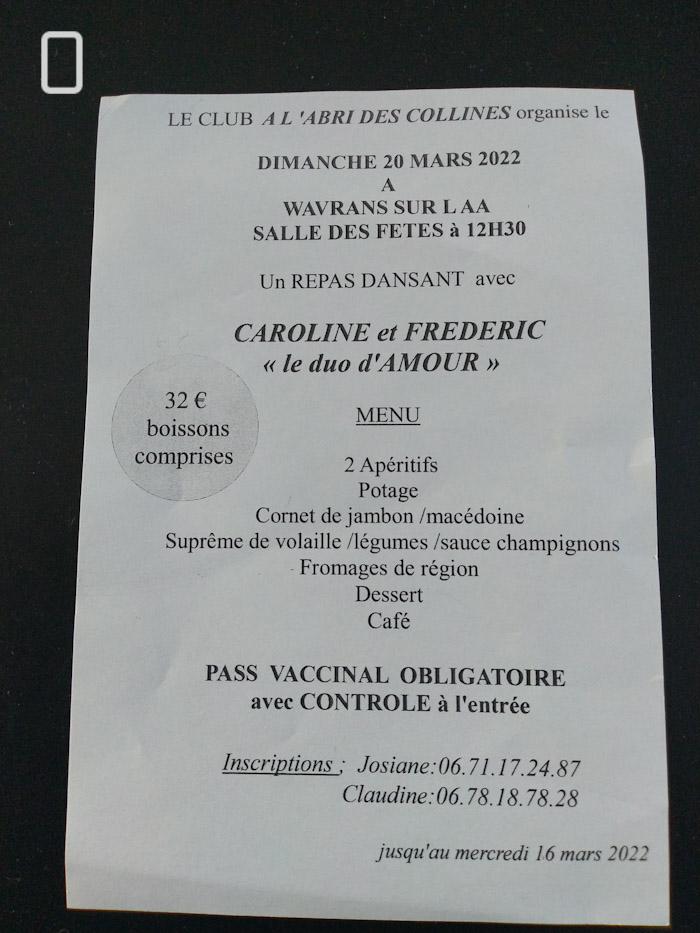 LE CLUB A L 'ABRI DES COLLINES organise le
DIMANCHE 20 MARS 2022
A
WAVRANS SUR L AA
SALLE DES FETES à 12H30
Un REPAS DANSANT avec
CAROLINE et FREDERIC
« le duo d'AMOUR »
32 €
boissons
comprises
MENU
2 Apéritifs
Potage
Cornet de jambon /macédoine
Suprême de volaille /légumes /sauce champignons
Fromages de région
Dessert
Café
PASS VACCINAL OBLIGATOIRE
avec CONTROLE à l'entrée
Inscriptions ; Josiane:06.71.17.24.87
Claudine:06.78.18.78.28
jusqu'au mercredi 16 mars 2022